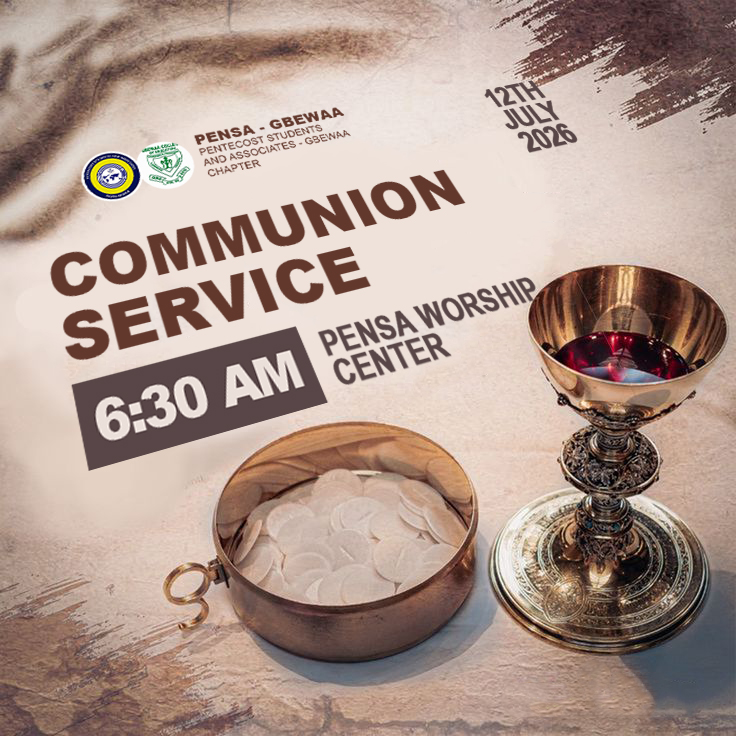 PENSA - GBEWAA
PENTECOST STUDENTS
AND ASSOCIATES - GBEWAA
CHAPTER
12TH
JULY
2026
COMMUNION
SERVICE
6:30 AM
PENSA WORSHIP
CENTER